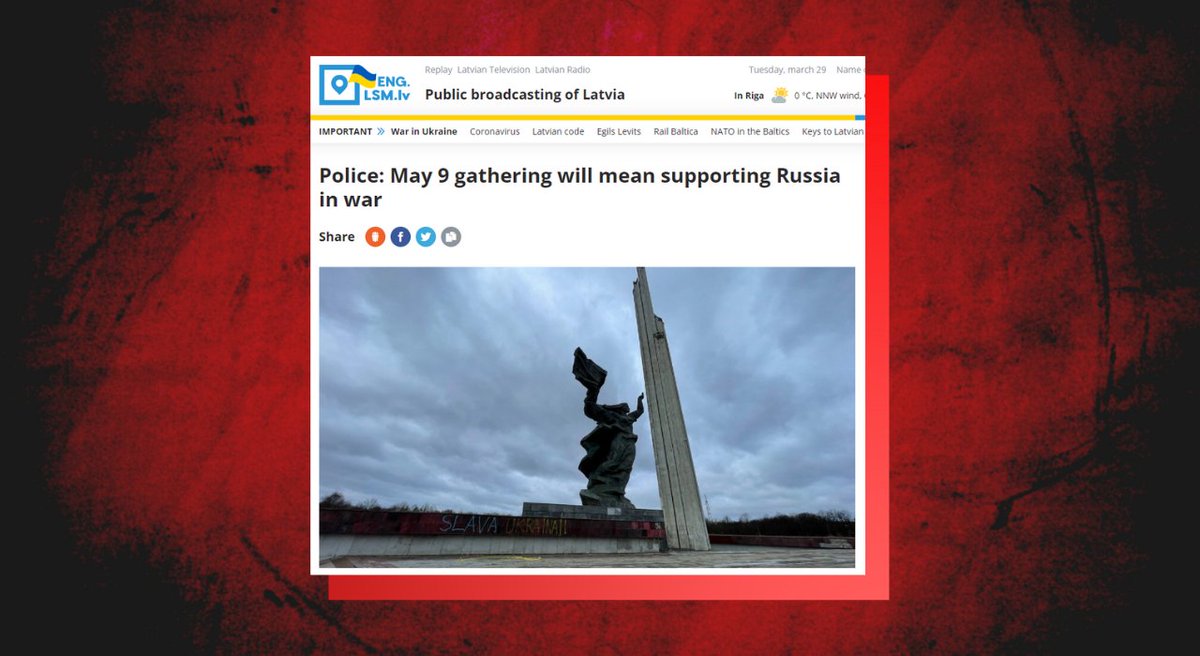 Replay Latvian Television Latvian Radio
Tuesday, march 29 Name
ENG.
LSM.lv
Public broadcasting of Latvia
In Riga 0 °C, NNW wind,
IMPORTANT War in Ukraine Coronavirus Latvian code Egils Levits Rail Baltica NATO in the Baltics Keys to Latvian
Police: May 9 gathering will mean supporting Russia
in war
Share
SLAVA UKRAINAI!